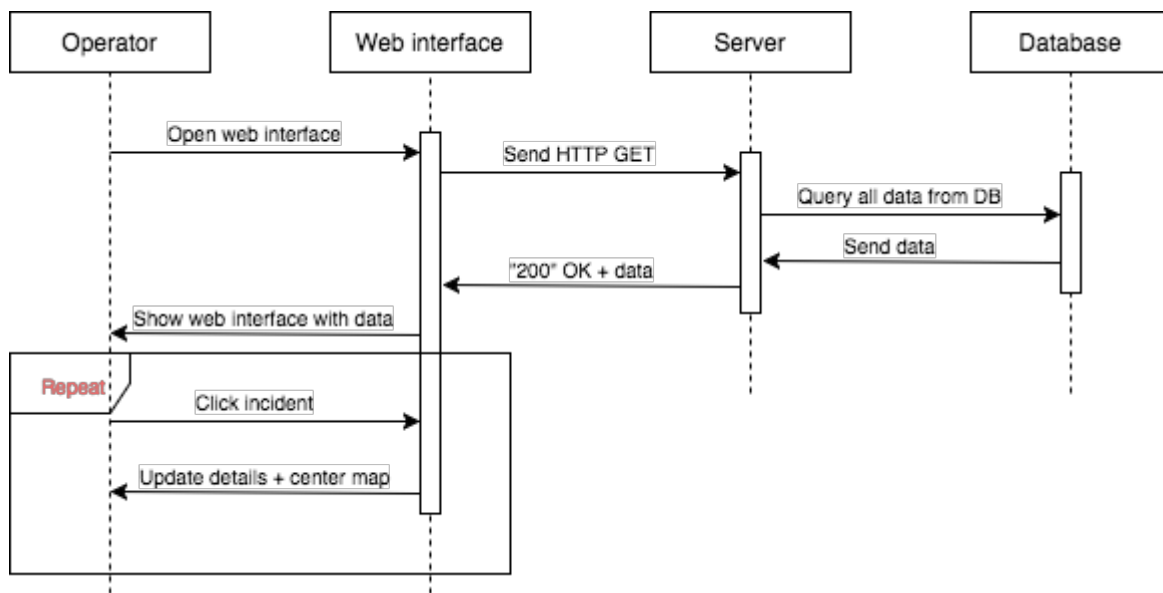 Operator
Web interface
Server
Database
Open web interface
Send HTTP GET
Query all data from DB
Send data
"200" OK + data
Show web interface with data
Repeat
Click incident
Update details + center map